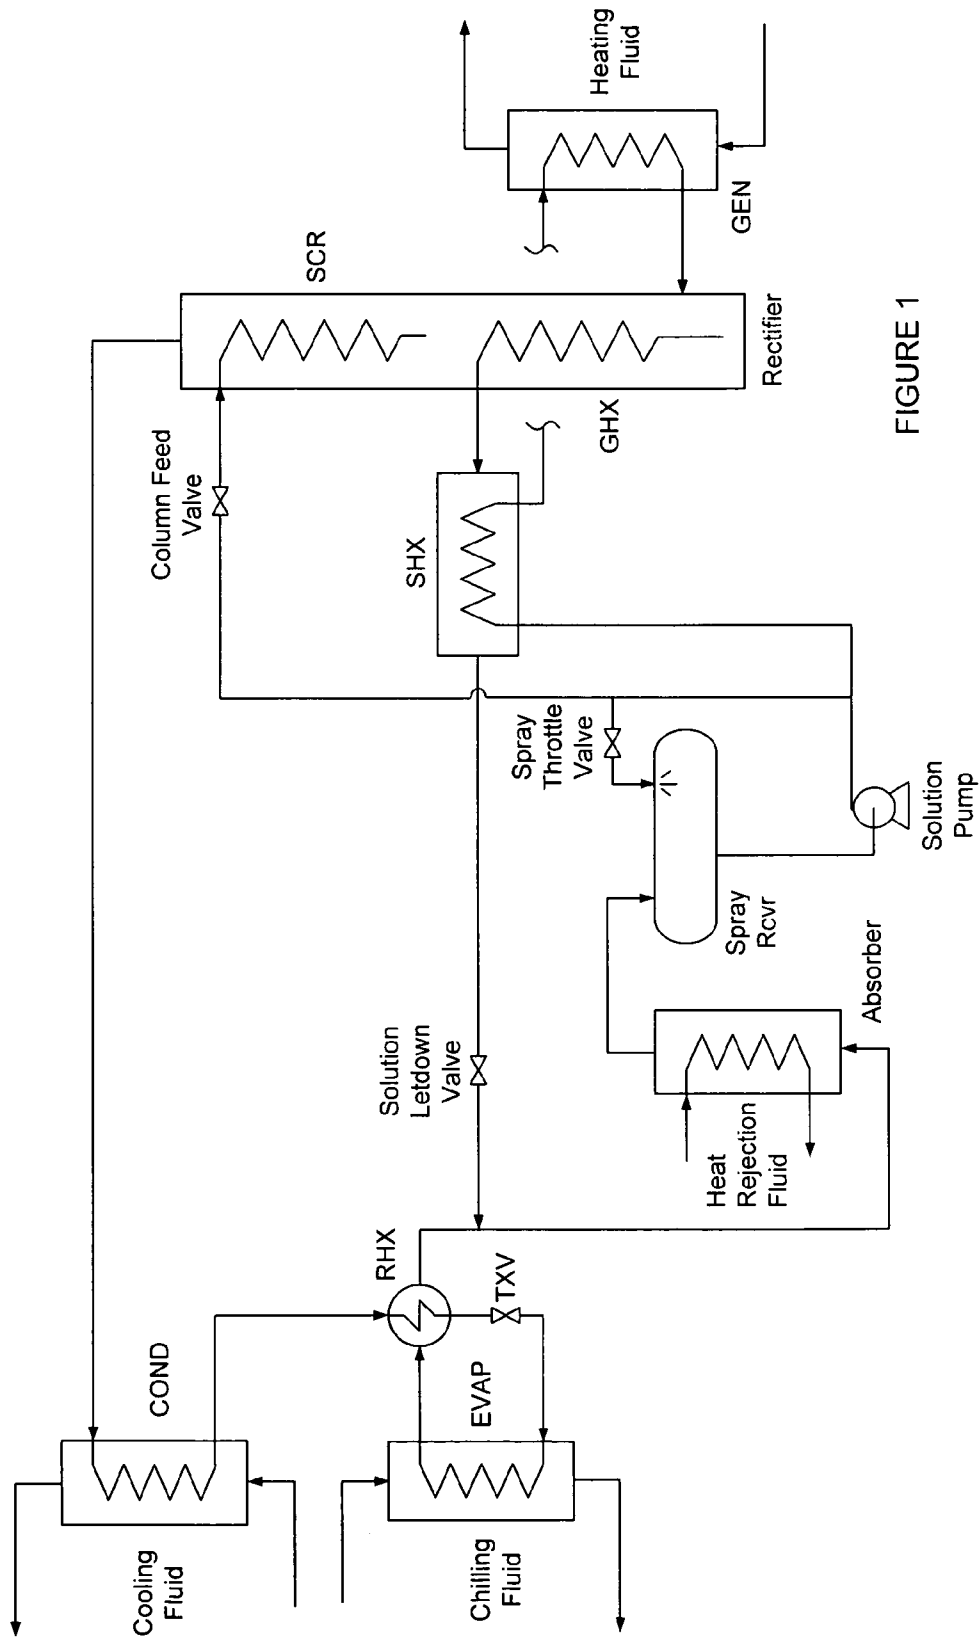 Cooling
Fluid
COND
Chilling
Fluid
EVAP
RHX
TXV
Solution
Letdown
Valve
Heat
Rejection
Fluid
Absorber
Spray
Rcvr
Spray
Throttle
Valve
Solution
Pump
Column Feed
Valve
SHX
GHX
SCR
Rectifier
GEN
Heating
Fluid
FIGURE 1